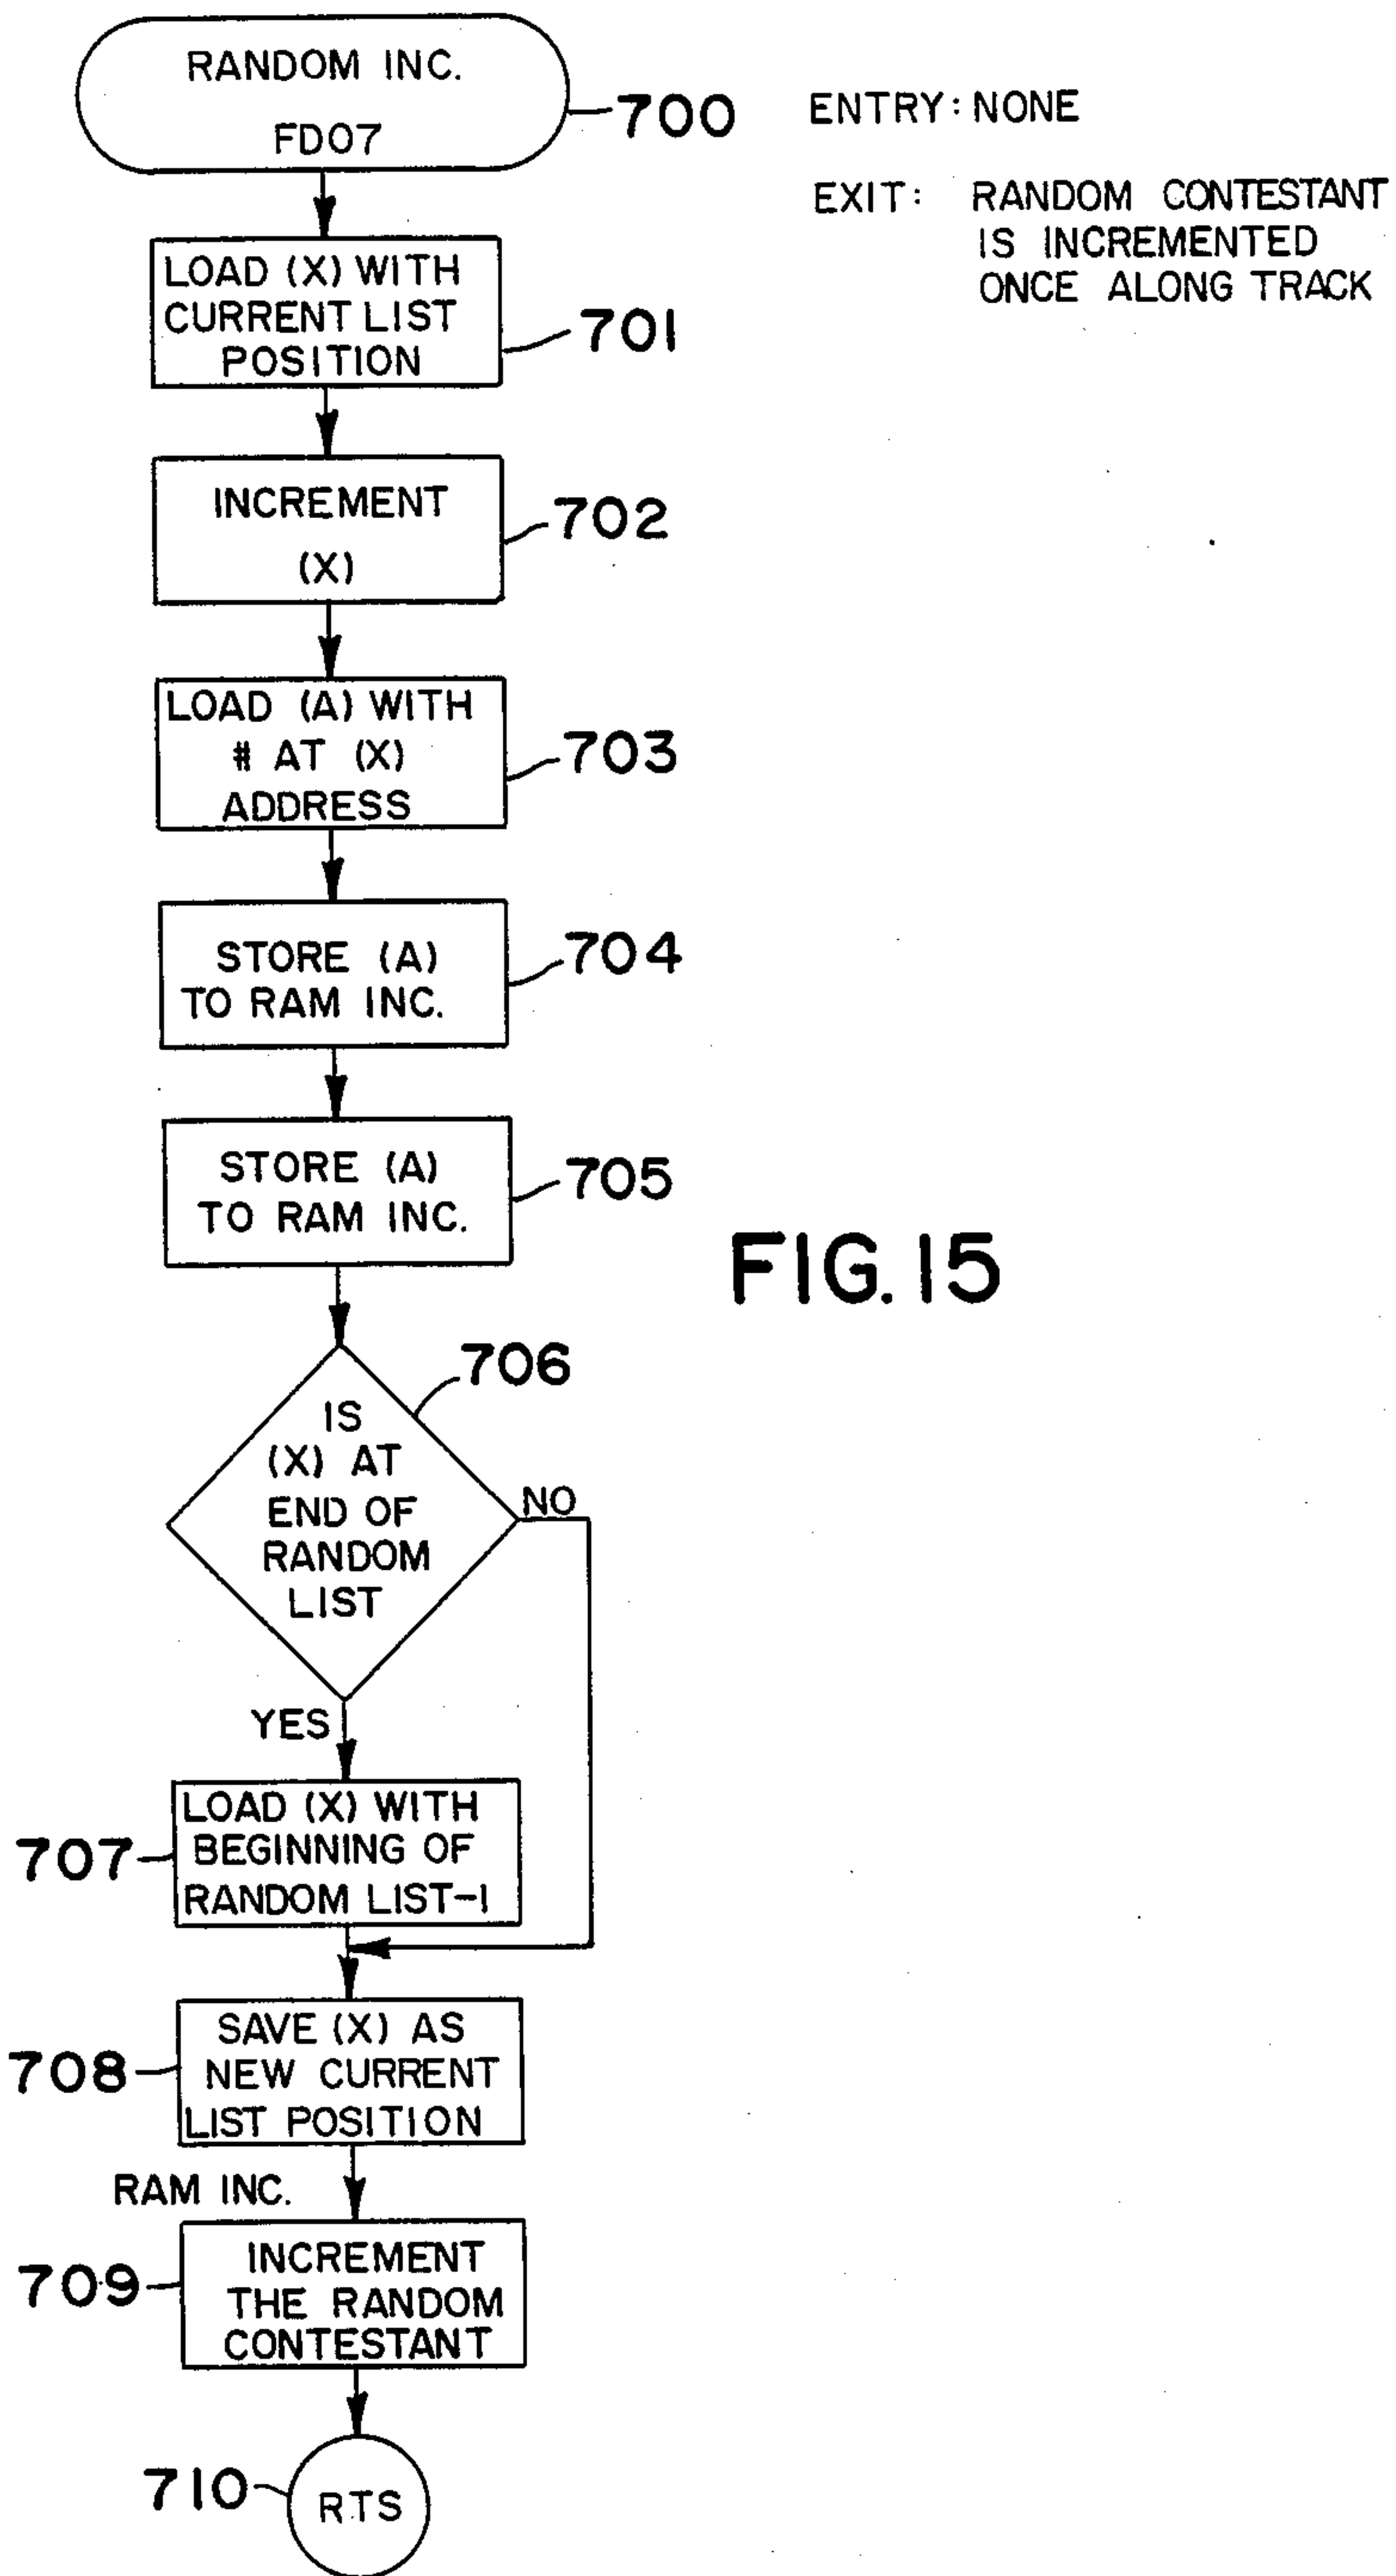 RANDOM INC.
FD07
700
ENTRY: NONE
EXIT: RANDOM CONTESTANT
IS INCREMENTED
ONCE ALONG TRACK
LOAD (X) WITH
CURRENT LIST
POSITION
701
INCREMENT
(X)
702
LOAD (A) WITH
# AT (X)
ADDRESS
703
STORE (A)
TO RAM INC.
704
STORE (A)
TO RAM INC.
705
FIG. 15
706
IS
(X) AT
END OF
RANDOM
LIST
NO
YES
LOAD (X) WITH
BEGINNING OF
RANDOM LIST-1
707
SAVE (X) AS
NEW CURRENT
LIST POSITION
708
RAM INC.
INCREMENT
THE RANDOM
CONTESTANT
709
RTS
710